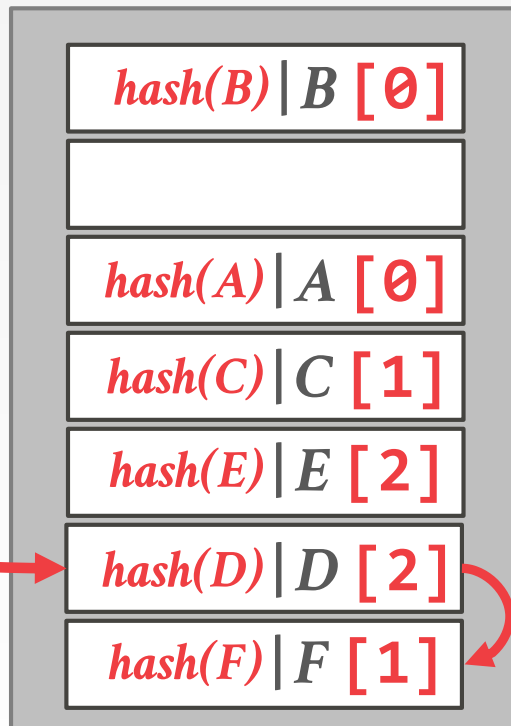 hash(B) | B [0]
hash(A) | A [0]
hash(C) | C [1]
hash(E) | E [2]
hash(D) | D [2]
hash(F) | F [1]